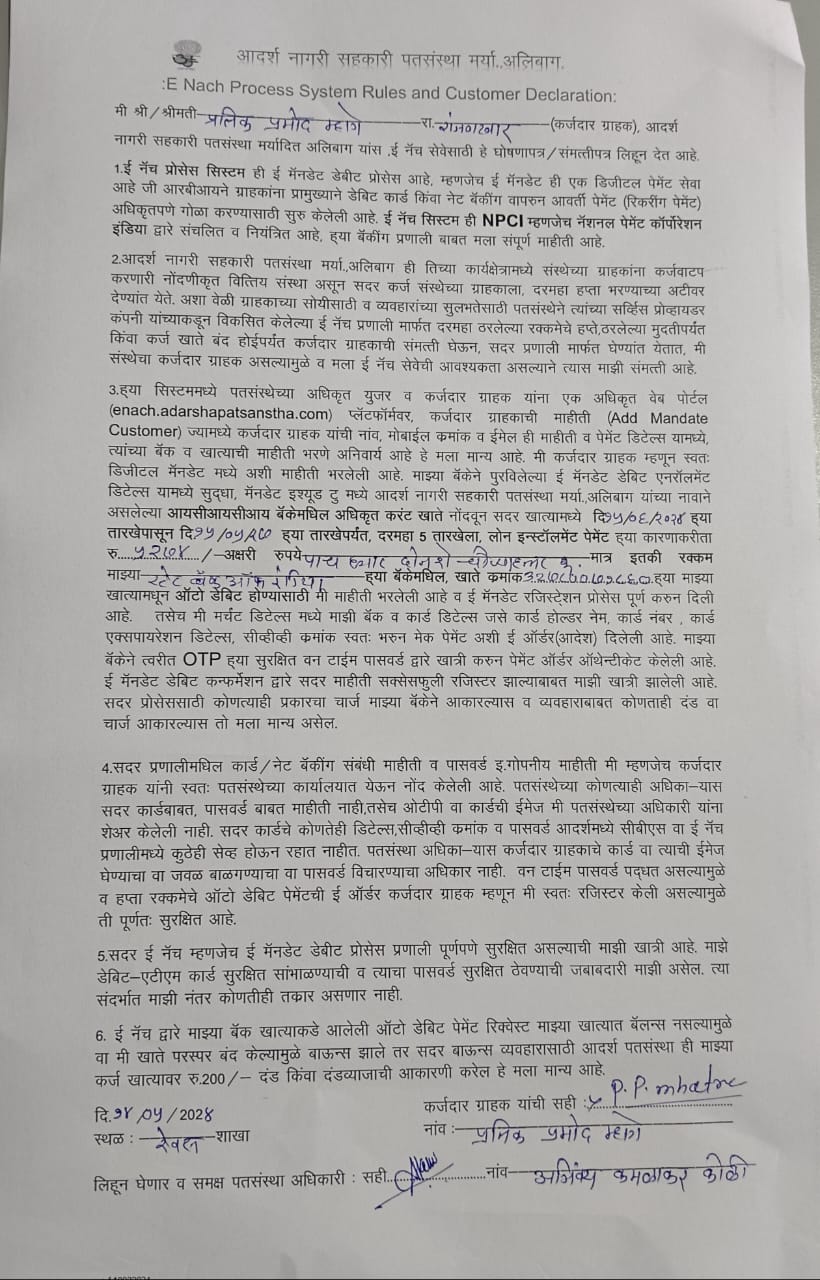 आदर्श नागरी सहकारी पतसंस्था मर्या.,अलिबाग.
:E Nach Process System Rules and Customer Declaration:
मी श्री/श्रीमती प्रतिक प्रमोद म्हात्रे रा. रांजणखार (कर्जदार ग्राहक), आदर्श
नागरी सहकारी पतसंस्था मर्यादित अलिबाग यांस .ई नॅच सेवेसाठी हे घोषणापत्र/संमत्तीपत्र लिहून देत आहे.
1.ई नॅच प्रोसेस सिस्टिम ही ई मॅनडेट डेबीट प्रोसेस आहे, म्हणजेच ई मॅनडेट ही एक डिजीटल पेमेंट सेवा
आहे जी आरबीआयने ग्राहकांना प्रामुख्याने डेबिट कार्ड किंवा नेट बॅकींग वापरुन आवर्ती पेमेंट (रिकरींग पेमेंट)
अधिकृतपणे गोळा करण्यासाठी सुरु केलेली आहे. ई नॅच सिस्टम ही NPCI म्हणजेच नॅशनल पेमेंट कॉर्पोरेशन
इंडिया द्वारे संचलित व नियंत्रित आहे, ह्या बॅकींग प्रणाली बाबत मला संपूर्ण माहीती आहे.
2.आदर्श नागरी सहकारी पतसंस्था मर्या.,अलिबाग ही तिच्या कार्यक्षेत्रामध्ये संस्थेच्या ग्राहकांना कर्जवाटप
करणारी नोंदणीकृत वित्तिय संस्था असून सदर कर्ज संस्थेच्या ग्राहकाला, दरमहा हप्ता भरण्याच्या अटीवर
देण्यांत येते. अशा वेळी ग्राहकाच्या सोयीसाठी व व्यवहारांच्या सुलभतेसाठी पतसंस्थेने त्यांच्या सर्व्हिस प्रोव्हायडर
कंपनी यांच्याकडून विकसित केलेल्या ई नॅच प्रणाली मार्फत दरमहा ठरलेल्या रक्कमेचे हप्ते,ठरलेल्या मुदतीपर्यंत
किंवा कर्ज खाते बंद होईपर्यंत कर्जदार ग्राहकाची संमत्ती घेऊन, सदर प्रणाली मार्फत घेण्यांत येतात, मी
संस्थेचा कर्जदार ग्राहक असल्यामुळे व मला ई नॅच सेवेची आवश्यकता असल्याने त्यास माझी संमत्ती आहे.
3.ह्या सिस्टिममध्ये पतसंस्थेच्या अधिकृत युजर व कर्जदार ग्राहक यांना एक अधिकृत वेब पोर्टल
(enach.adarshapatsanstha.com) प्लॅटफॉर्मवर, कर्जदार ग्राहकाची माहीती (Add Mandate
Customer) ज्यामध्ये कर्जदार ग्राहक यांची नांव, मोबाईल क्रमांक व ईमेल ही माहीती व पेमेंट डिटेल्स यामध्ये,
त्यांच्या बॅक व खात्याची माहीती भरणे अनिवार्य आहे हे मला मान्य आहे. मी कर्जदार ग्राहक म्हणून स्वतः
डिजीटल मॅनडेट मध्ये अशी माहीती भरलेली आहे. माझ्या बॅकेने पुरविलेल्या ई मॅनडेट डेबिट एनरॉलमेंट
डिटेल्स यामध्ये सुद्धा, मॅनडेट इश्यूड टु मध्ये आदर्श नागरी सहकारी पतसंस्था मर्या.,अलिबाग यांच्या नावाने
असलेल्या आयसीआयसीआय बॅकेमधिल अधिकृत करंट खाते नोंदवून सदर खात्यामध्ये दि१५/०६/२०२४ ह्या
तारखेपासून दि१५/०५/२७ ह्या तारखेपर्यंत, दरमहा 5 तारखेला, लोन इन्स्टॉलमेंट पेमेंट ह्या कारणाकरीता
रु....५२७४..../–अक्षरी रुपये पाच हजार दोनशे चौऱ्याहत्तर रु. मात्र इतकी रक्कम
माझ्या स्टेट बँक ऑफ इंडिया ह्या बॅकेमधिल, खाते क्रमांक ह्या माझ्या
खात्यामधून ऑटो डेबिट होण्यासाठी मी माहीती भरलेली आहे व ई मॅनडेट रजिस्टेशन प्रोसेस पूर्ण करुन दिली
आहे. तसेच मी मर्चंट डिटेल्स मध्ये माझी बॅक व कार्ड डिटेल्स जसे कार्ड होल्डर नेम, कार्ड नंबर , कार्ड
एक्सपायरेशन डिटेल्स, सीव्हीव्ही क्रमांक स्वतः भरुन मेक पेमेंट अशी ई ऑर्डर(आदेश) दिलेली आहे. माझ्या
बॅकेने त्वरीत OTP ह्या सुरक्षित वन टाईम पासवर्ड द्वारे खात्री करुन पेमेंट ऑर्डर ऑथेन्टीकेट केलेली आहे.
ई मॅनडेट डेबिट कन्फर्मेशन द्वारे सदर माहीती सक्सेसफुली रजिस्टर झाल्याबाबत माझी खात्री झालेली आहे.
सदर प्रोसेससाठी कोणत्याही प्रकारचा चार्ज माझ्या बॅकेने आकारल्यास व व्यवहाराबाबत कोणताही दंड वा
चार्ज आकारल्यास तो मला मान्य असेल.
4.सदर प्रणालीमधिल कार्ड/नेट बॅकींग संबंधी माहीती व पासवर्ड इ.गोपनीय माहीती मी म्हणजेच कर्जदार
ग्राहक यांनी स्वतः पतसंस्थेच्या कार्यालयात येऊन नोंद केलेली आहे. पतसंस्थेच्या कोणत्याही अधिका–यास
सदर कार्डबाबत, पासवर्ड बाबत माहीती नाही,तसेच ओटीपी वा कार्डची ईमेज मी पतसंस्थेच्या अधिकारी यांना
शेअर केलेली नाही. सदर कार्डचे कोणतेही डिटेल्स,सीव्हीव्ही क्रमांक व पासवर्ड आदर्शमध्ये सीबीएस वा ई नॅच
प्रणालीमध्ये कुठेही सेव्ह होऊन रहात नाहीत. पतसंस्था अधिका–यास कर्जदार ग्राहकाचे कार्ड वा त्याची ईमेज
घेण्याचा वा जवळ बाळगण्याचा वा पासवर्ड विचारण्याचा अधिकार नाही. वन टाईम पासवर्ड पद्धत असल्यामुळे
व हप्ता रक्कमेचे ऑटो डेबिट पेमेंटची ई ऑर्डर कर्जदार ग्राहक म्हणून मी स्वतः रजिस्टर केली असल्यामुळे
ती पूर्णतः सुरक्षित आहे.
5.सदर ई नॅच म्हणजेच ई मॅनडेट डेबीट प्रोसेस प्रणाली पूर्णपणे सुरक्षित असल्याची माझी खात्री आहे. माझे
डेबिट–एटीएम कार्ड सुरक्षित सांभाळण्याची व त्याचा पासवर्ड सुरक्षित ठेवण्याची जबाबदारी माझी असेल. त्या
संदर्भात माझी नंतर कोणतीही तकार असणार नाही.
6. ई नॅच द्वारे माझ्या बॅक खात्याकडे आलेली ऑटो डेबिट पेमेंट रिक्वेस्ट माझ्या खात्यात बॅलन्स नसल्यामुळे
वा मी खाते परस्पर बंद केल्यामुळे बाऊन्स झाले तर सदर बाऊन्स व्यवहारासाठी आदर्श पतसंस्था ही माझ्या
कर्ज खात्यावर रु.200/– दंड किंवा दंडव्याजाची आकारणी करेल हे मला मान्य आहे.
कर्जदार ग्राहक यांची सही : P. P. mhatre
दि.१४/०५/2024
नांव : प्रतिक प्रमोद म्हात्रे
स्थळ : रेवस शाखा
लिहून घेणार व समक्ष पतसंस्था अधिकारी : सही नांव अजिंक्य कमळाकर कोळी